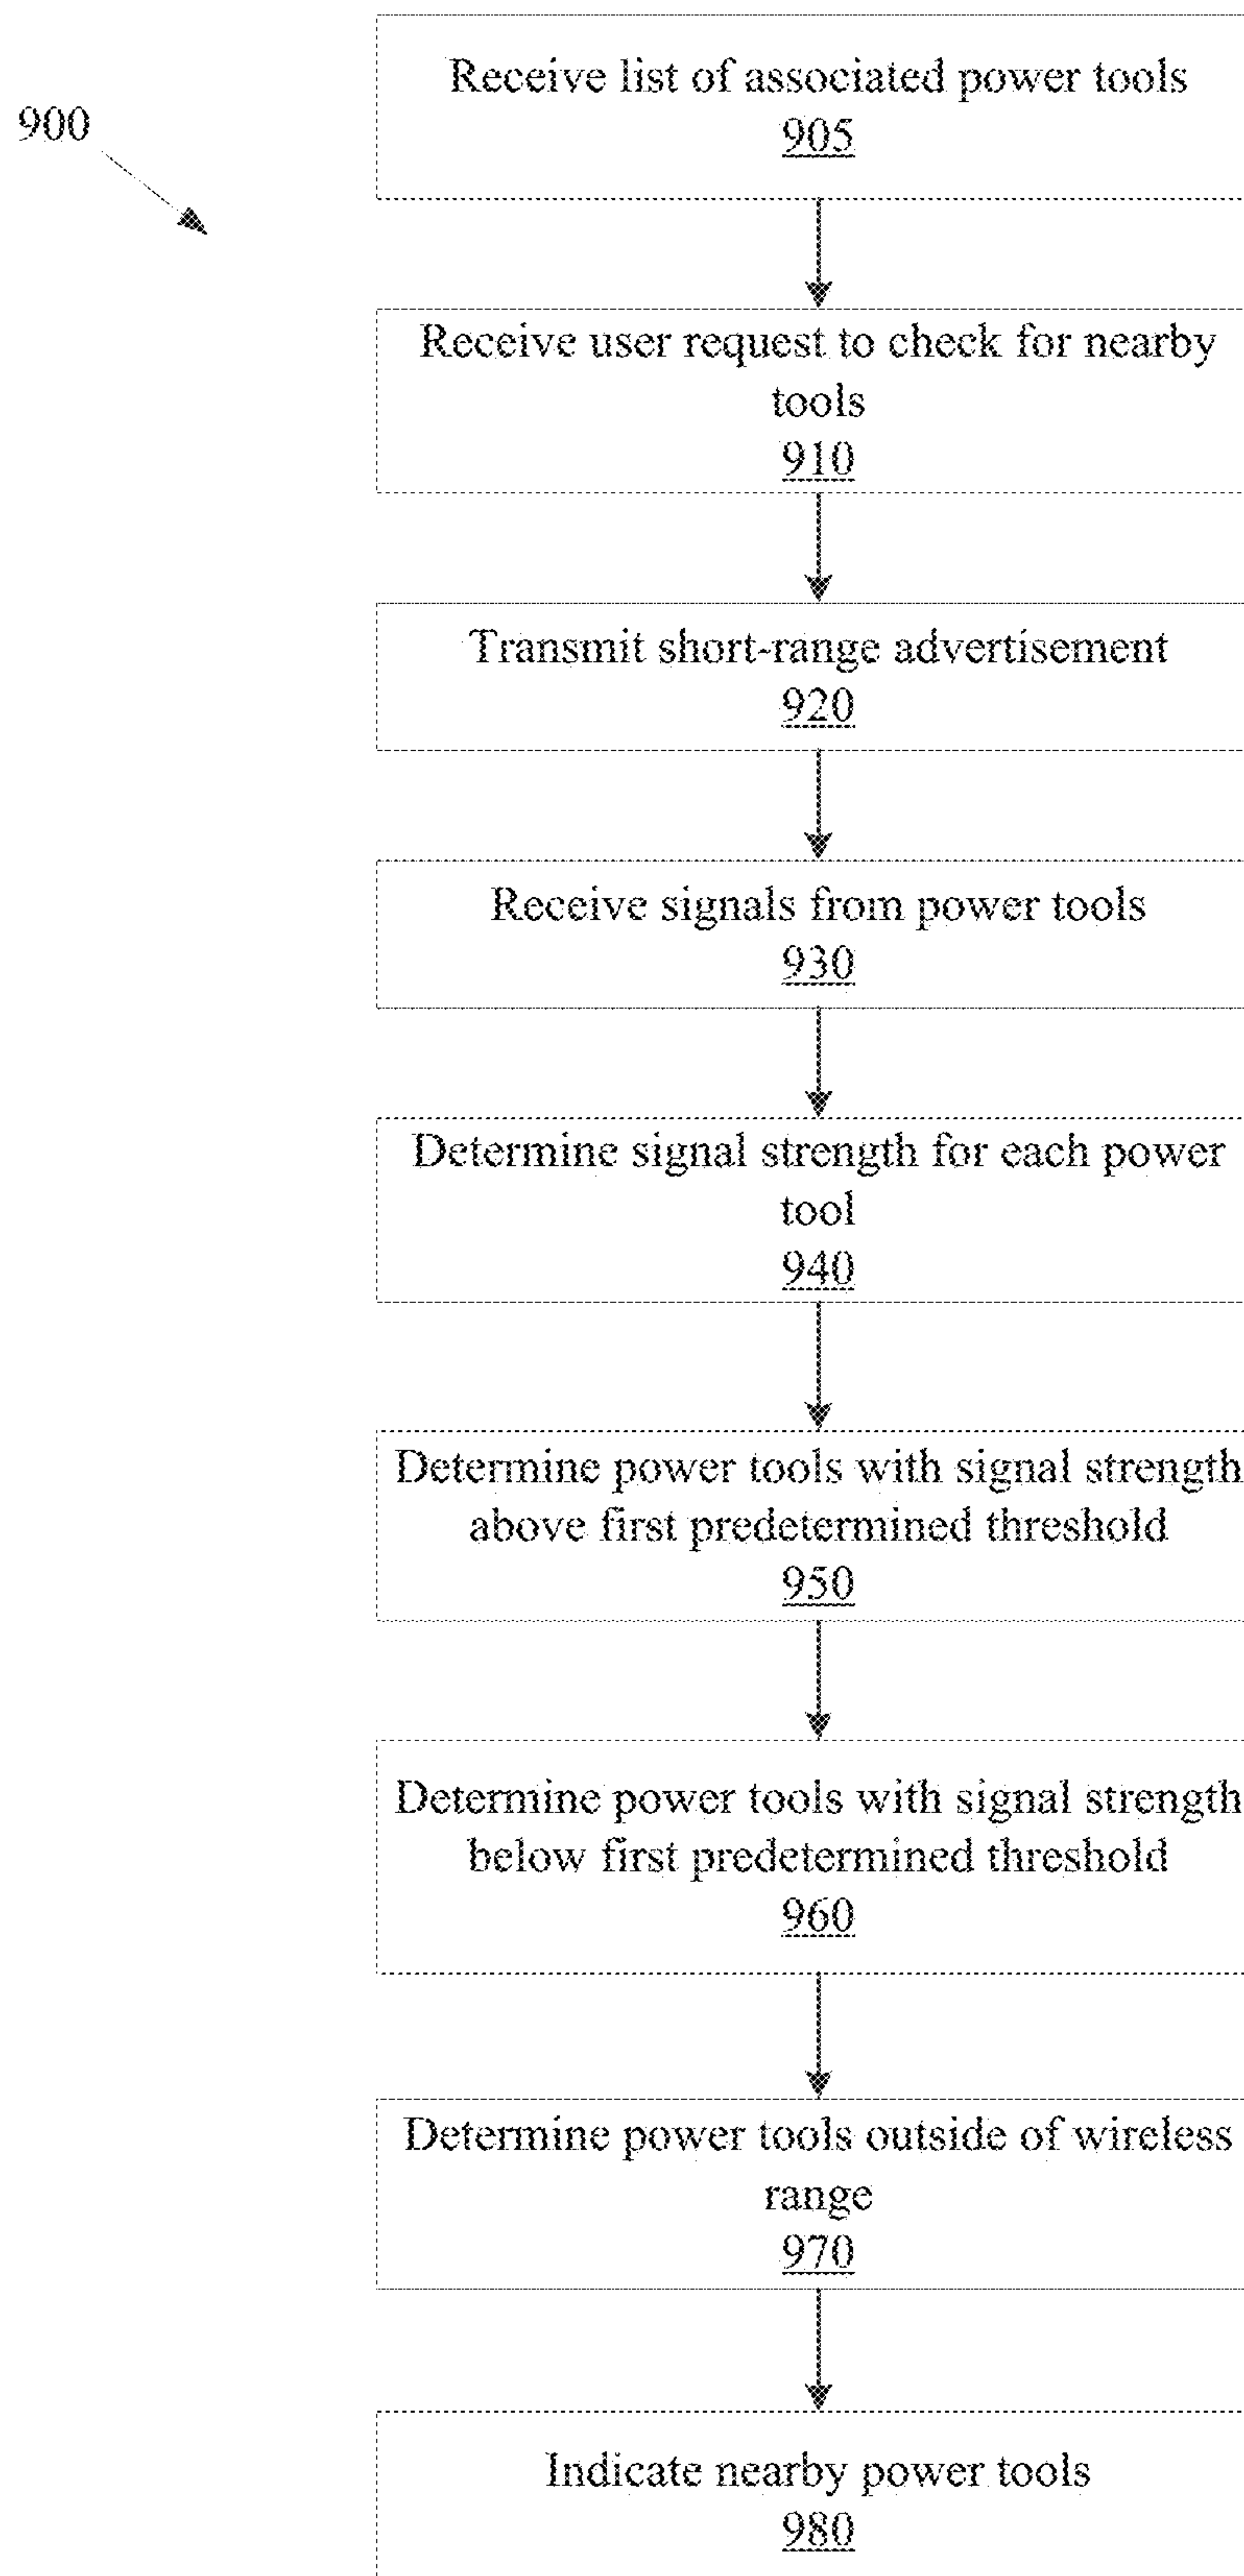 Receive list of associated power tools
905
900
Receive user request to check for nearby
tools
910
Transmit short-range advertisement
920
Receive signals from power tools
930
Determine signal strength for each power
tool
940
Determine power tools with signal strength
above first predetermined threshold
950
Determine power tools with signal strength
below first predetermined threshold
960
Determine power tools outside of wireless
range
970
Indicate nearby power tools
980